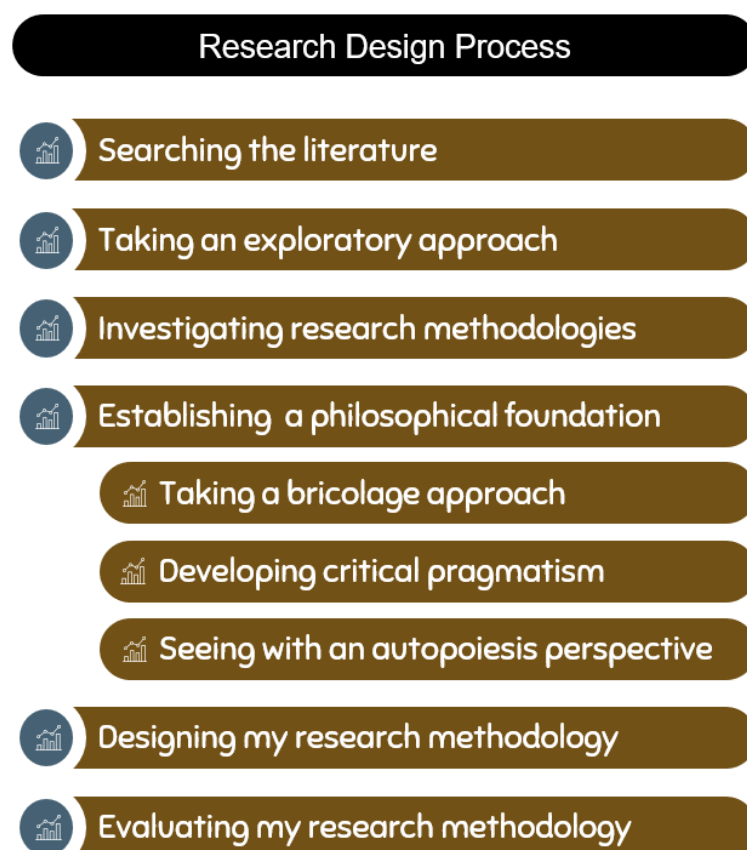 Research Design Process
Searching the literature
Taking an exploratory approach
Investigating research methodologies
Establishing a philosophical foundation
Taking a bricolage approach
Developing critical pragmatism
Seeing with an autopoiesis perspective
Designing my research methodology
Evaluating my research methodology